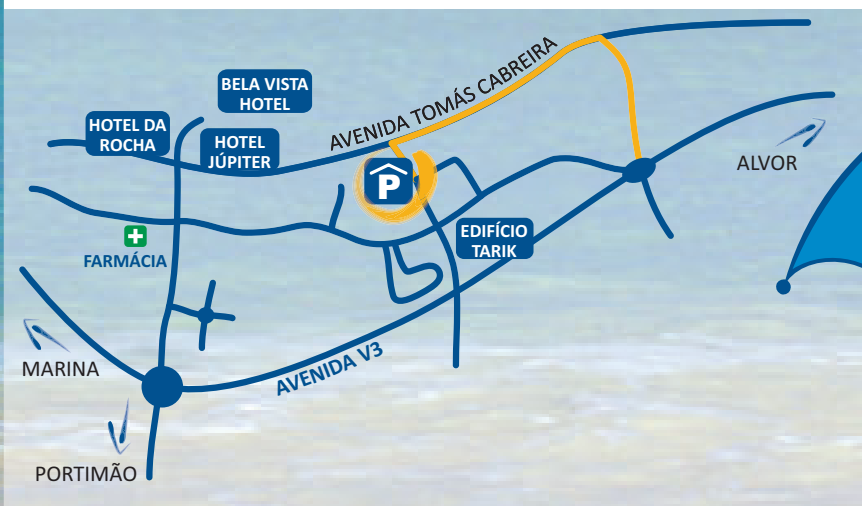 AVENIDA TOMÁS CABREIRA
BELA VISTA
HOTEL
HOTEL DA
ROCHA
HOTEL
JÚPITER
ALVOR
P
EDIFÍCIO
TARIK
FARMÁCIA
MARINA
AVENIDA V3
PORTIMÃO